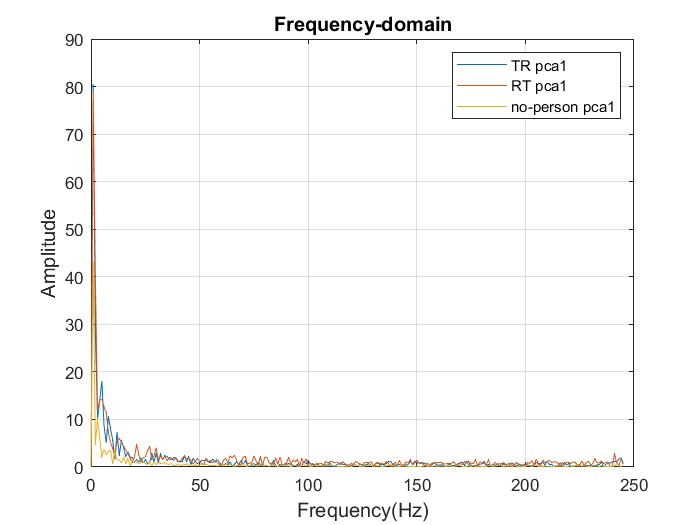 Frequency-domain
TR pca1
RT pca1
no-person pca1
90
80
70
60
50
40
30
20
10
0
Amplitude
0 50 100 150 200 250
Frequency(Hz)